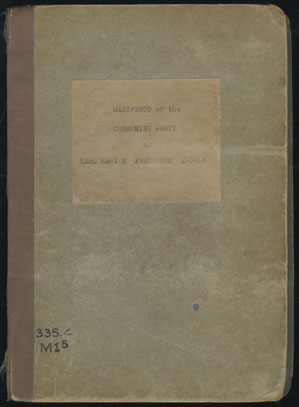 MANIFESTO of the
COMMUNIST PARTY
by
KARL MARX & FREDERICK ENGELS
335.4
M15